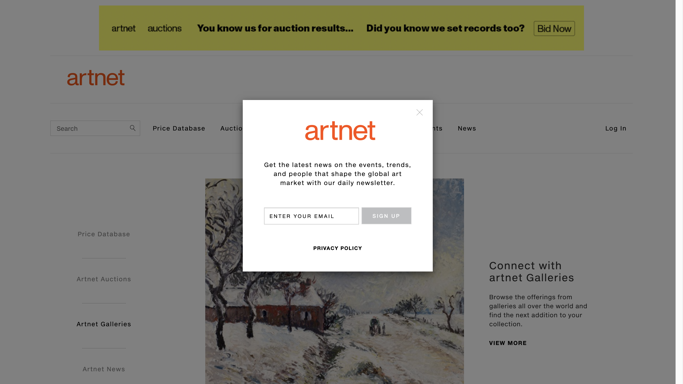 artnet auctions You know us for auction results... Did you know we set records too? Bid Now
artnet
Search Price Database Auctio nts News Log In
artnet
Get the latest news on the events, trends,
and people that shape the global art
market with our daily newsletter.
ENTER YOUR EMAIL SIGN UP
PRIVACY POLICY
Price Database
Artnet Auctions
Artnet Galleries
Artnet News
Connect with
artnet Galleries
Browse the offerings from
galleries all over the world and
find the next addition to your
collection.
VIEW MORE